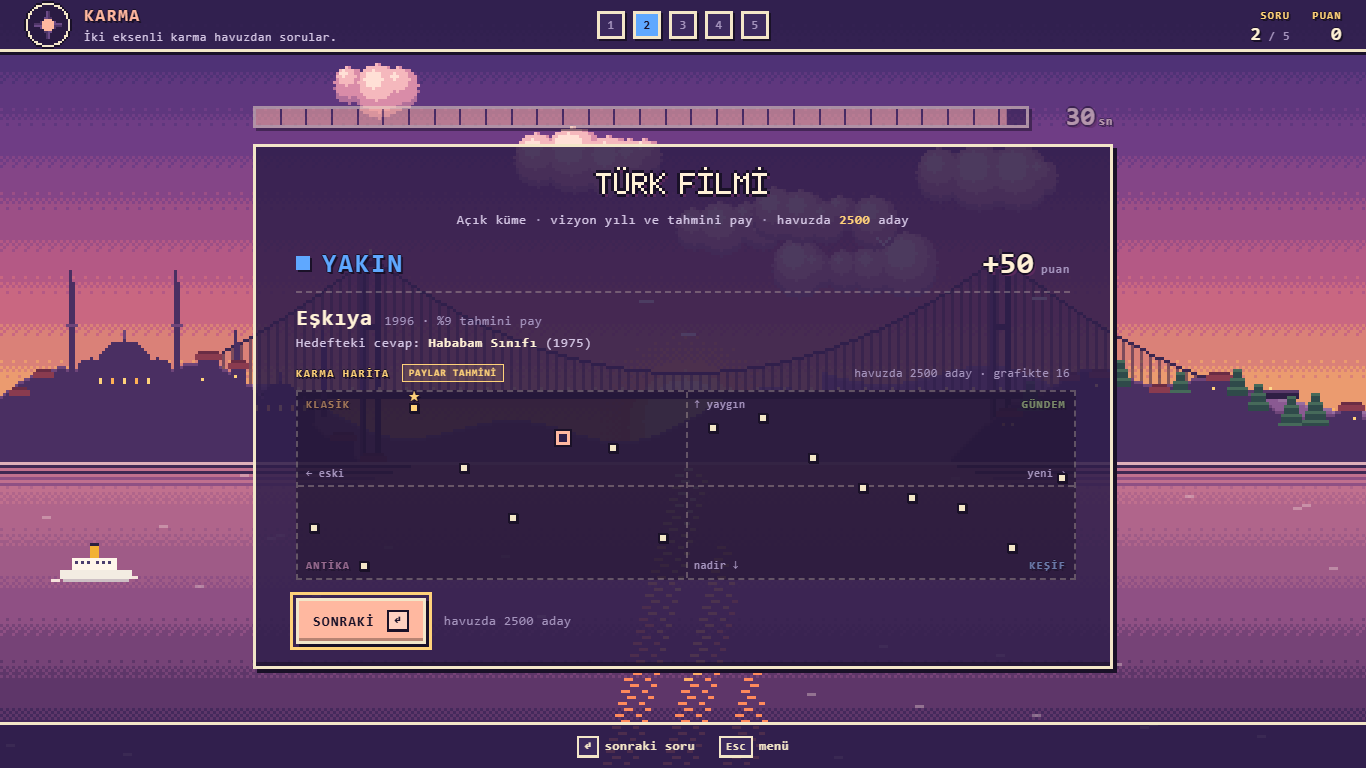 KARMA
İki eksenli karma havuzdan sorular.
1 2 3 4 5
SORU PUAN
2 / 5 0
30 sn
TÜRK FİLMİ
Açık küme · vizyon yılı ve tahmini pay · havuzda 2500 aday
YAKIN
+50 puan
Eşkıya 1996 · %9 tahmini pay
Hedefteki cevap: Hababam Sınıfı (1975)
KARMA HARİTA PAYLAR TAHMİNİ
havuzda 2500 aday · grafikte 16
KLASİK ↑ yaygın GÜNDEM
← eski yeni
ANTİKA nadir ↓ KEŞİF
SONRAKİ ↲ havuzda 2500 aday
↲ sonraki soru Esc menü